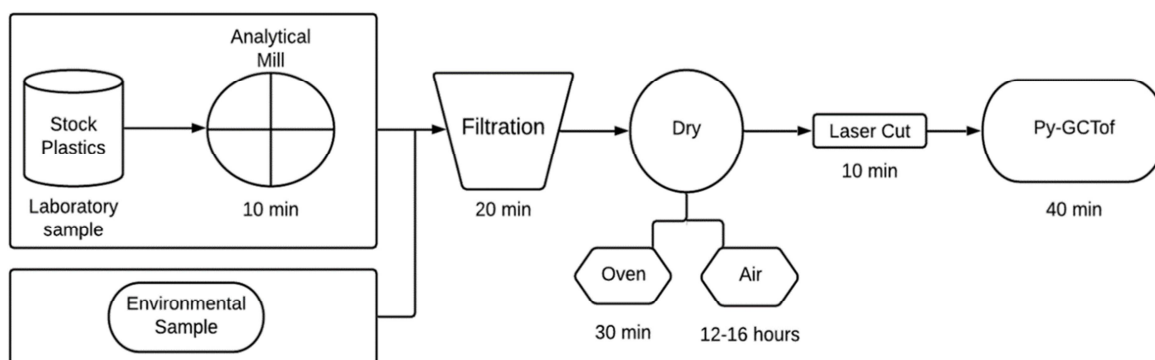 Analytical
Mill
Stock
Plastics
Laboratory
sample
10 min
Filtration
20 min
Dry
Laser Cut
10 min
Py-GCTof
40 min
Oven
30 min
Air
12-16 hours
Environmental
Sample